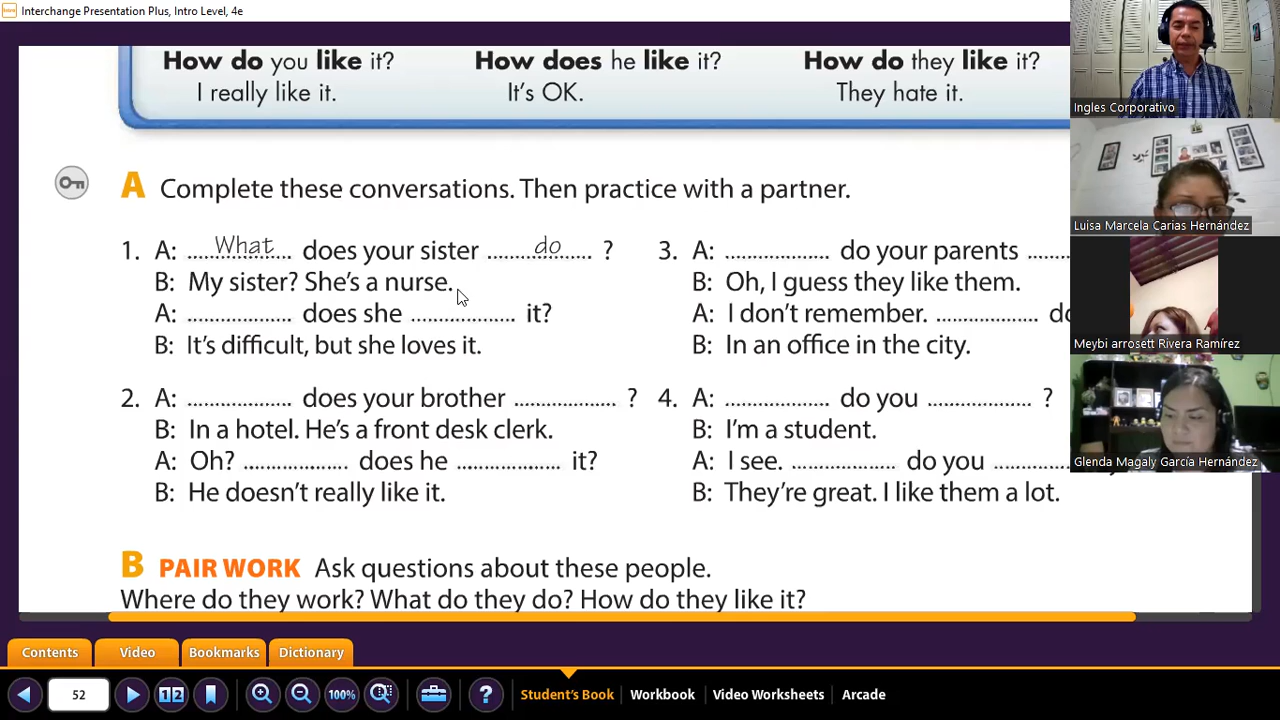 Interchange Presentation Plus, Intro Level, 4e
How do you like it? How does he like it? How do they like it?
I really like it. It's OK. They hate it.
A Complete these conversations. Then practice with a partner.
1. A: What does your sister do ?
B: My sister? She's a nurse.
A: .................. does she .................. it?
B: It's difficult, but she loves it.
2. A: .................. does your brother .................. ?
B: In a hotel. He's a front desk clerk.
A: Oh? .................. does he .................. it?
B: He doesn't really like it.
3. A: .................. do your parents ........
B: Oh, I guess they like them.
A: I don't remember. ..................
B: In an office in the city.
4. A: .................. do you .................. ?
B: I'm a student.
A: I see. .................. do you ............
B: They're great. I like them a lot.
B PAIR WORK Ask questions about these people.
Where do they work? What do they do? How do they like it?
Ingles Corporativo
Luisa Marcela Carias Hernández
Meybi arrosett Rivera Ramírez
Glenda Magaly García Hernández
Contents Video Bookmarks Dictionary
52 1 2 100% ? Student's Book Workbook Video Worksheets Arcade